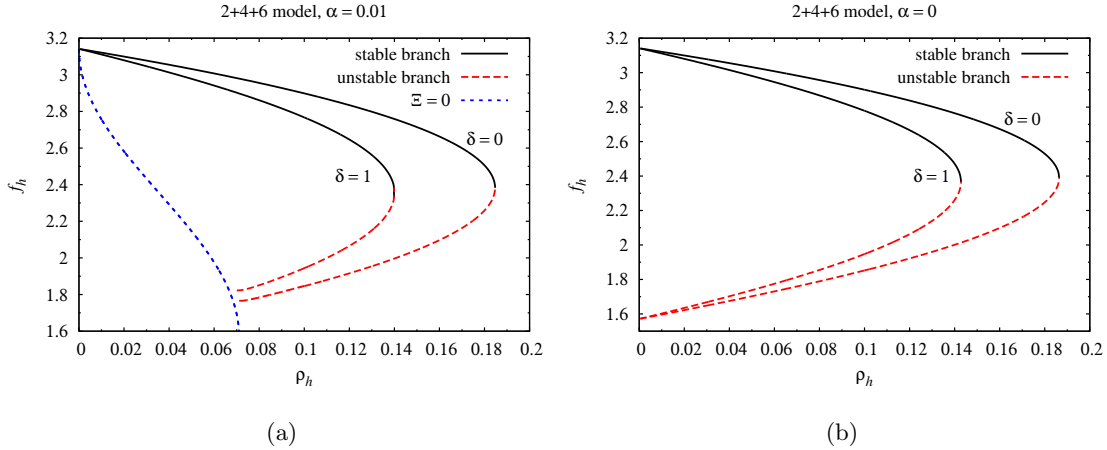 2+4+6 model, α = 0.01
3.2
3
2.8
2.6
2.4
2.2
2
1.8
1.6
f_h
stable branch
unstable branch
Ξ = 0
δ = 0
δ = 1
0 0.02 0.04 0.06 0.08 0.1 0.12 0.14 0.16 0.18 0.2
ρ_h
(a)
2+4+6 model, α = 0
3.2
3
2.8
2.6
2.4
2.2
2
1.8
1.6
f_h
stable branch
unstable branch
δ = 0
δ = 1
0 0.02 0.04 0.06 0.08 0.1 0.12 0.14 0.16 0.18 0.2
ρ_h
(b)